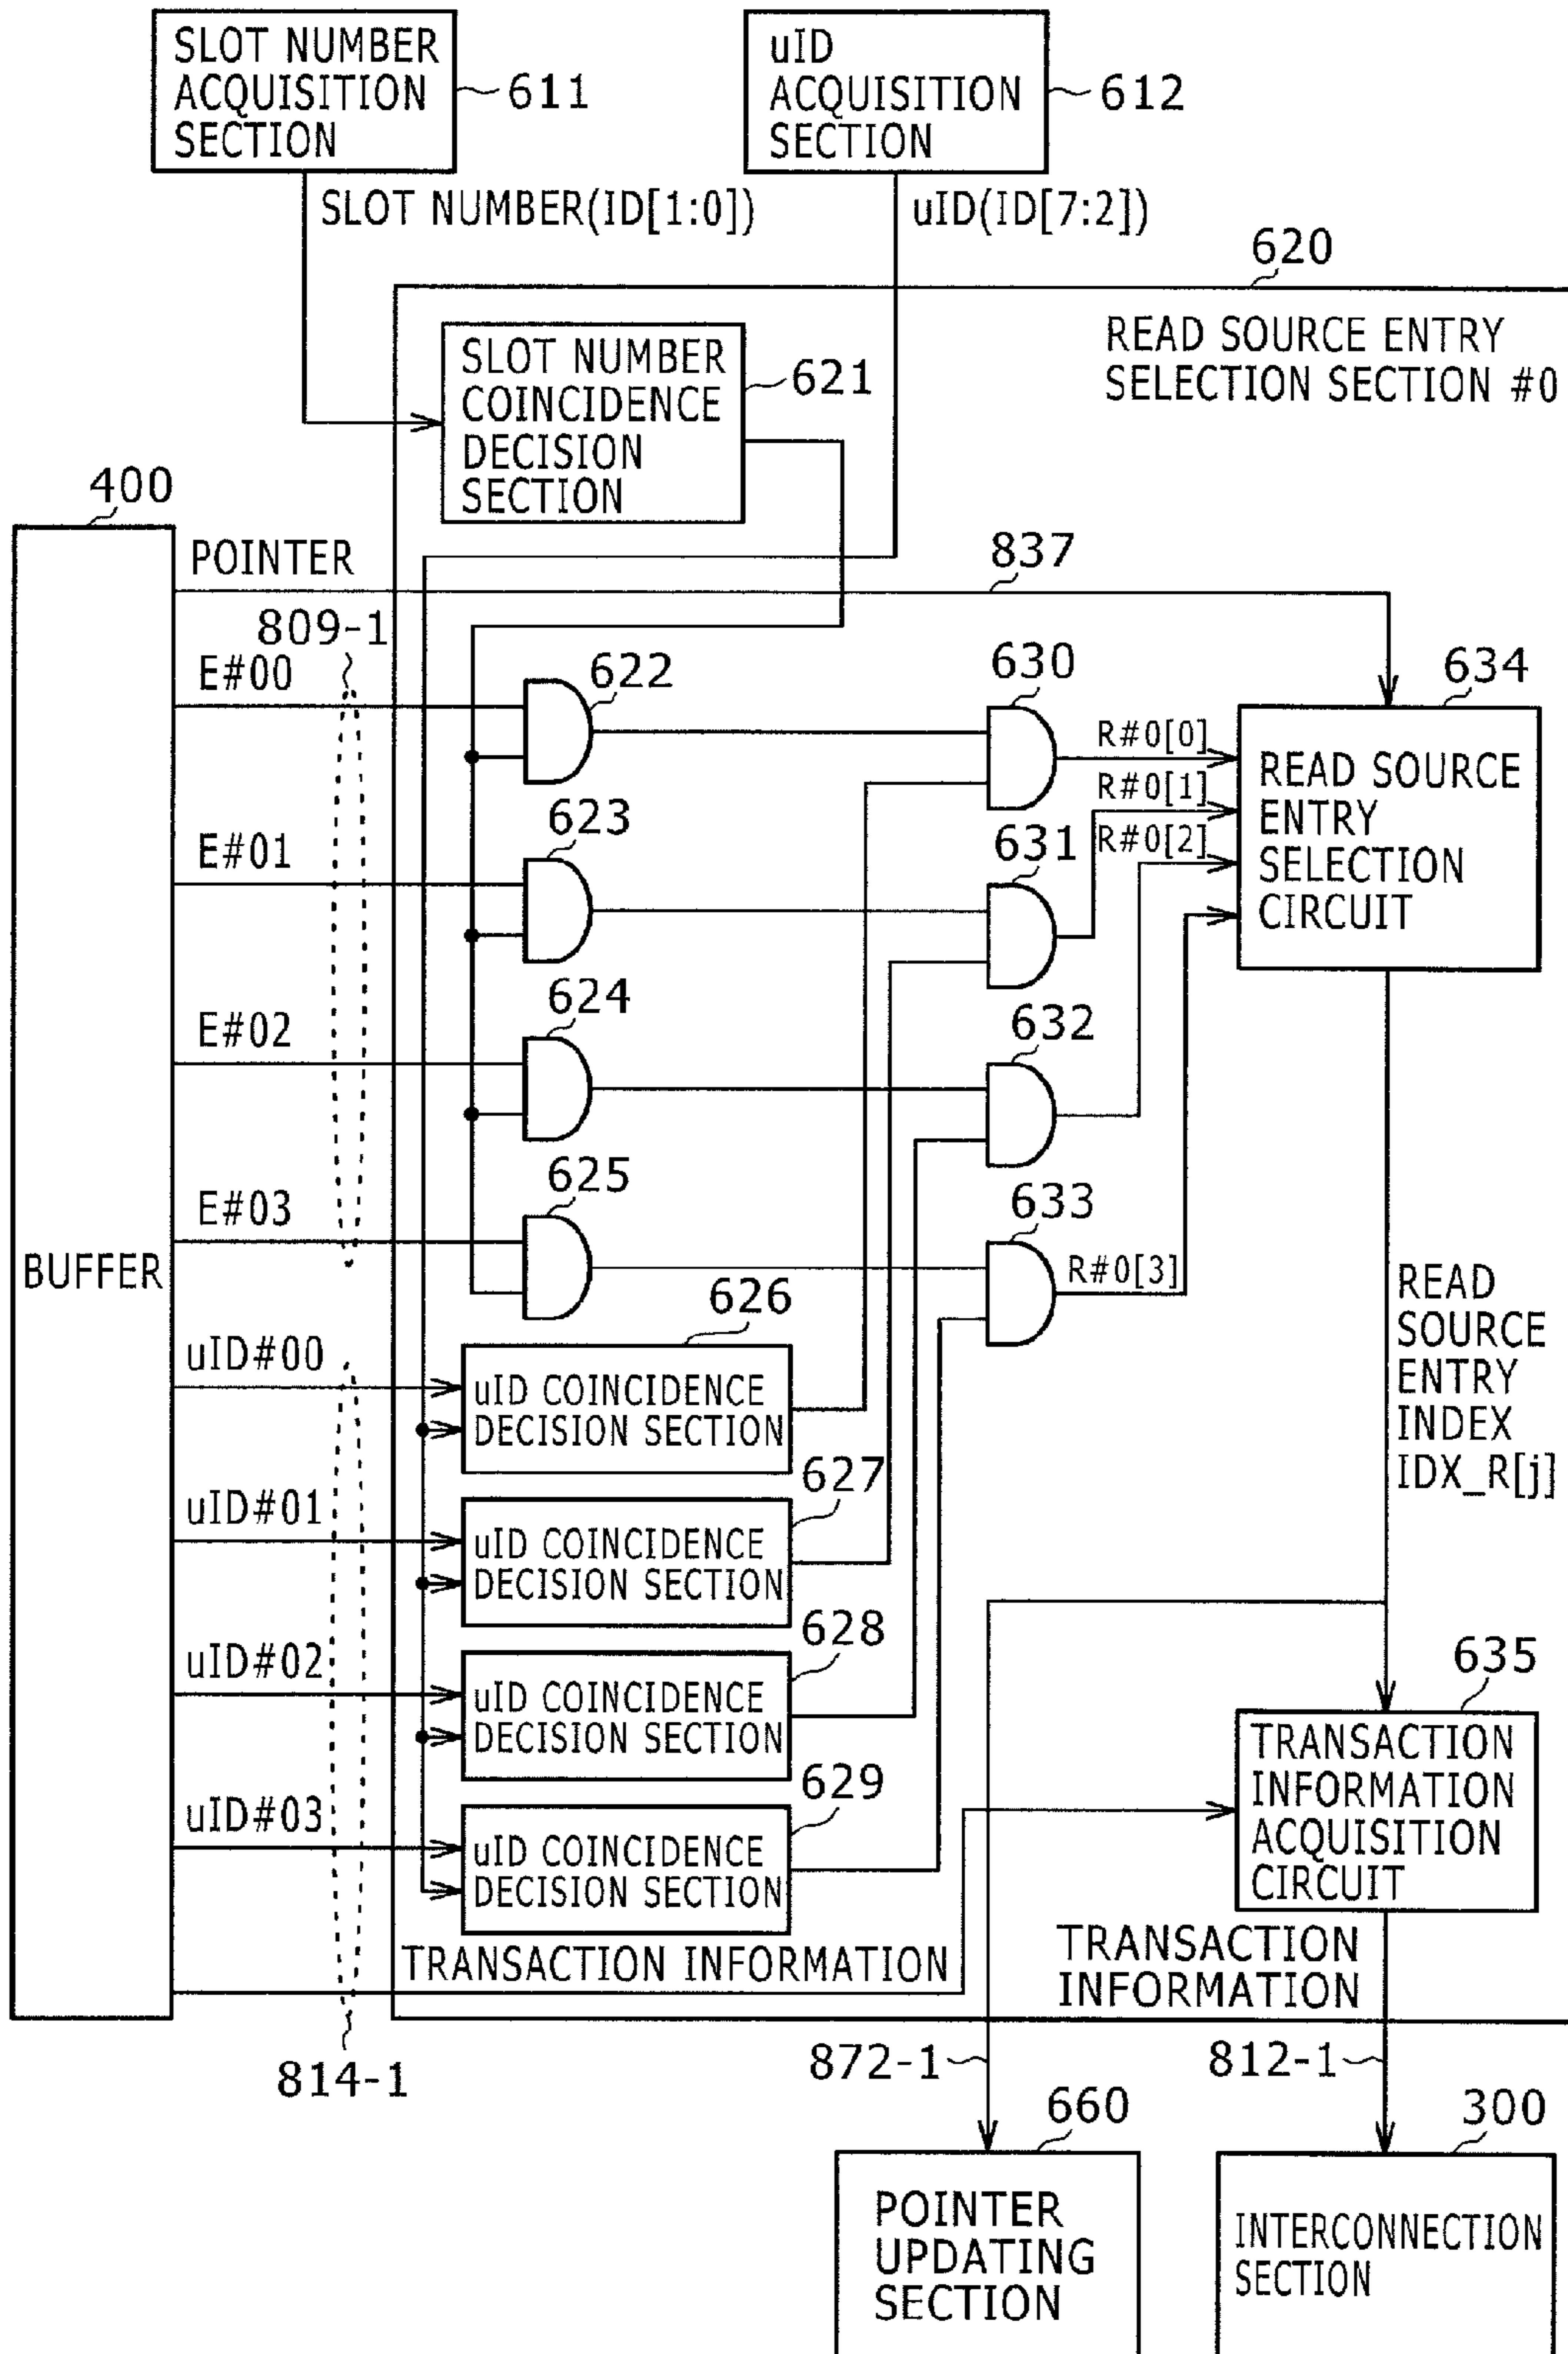 SLOT NUMBER
ACQUISITION
SECTION
611
uID
ACQUISITION
SECTION
612
SLOT NUMBER(ID[1:0])
uID(ID[7:2])
620
READ SOURCE ENTRY
SELECTION SECTION #0
SLOT NUMBER
COINCIDENCE
DECISION
SECTION
621
400
BUFFER
POINTER
837
809-1
E#00
622
630
634
R#0[0]
READ SOURCE
ENTRY
SELECTION
CIRCUIT
R#0[1]
E#01
623
631
R#0[2]
E#02
624
632
E#03
625
633
R#0[3]
READ
SOURCE
ENTRY
INDEX
IDX_R[j]
626
uID#00
uID COINCIDENCE
DECISION SECTION
627
uID#01
uID COINCIDENCE
DECISION SECTION
628
uID#02
uID COINCIDENCE
DECISION SECTION
635
TRANSACTION
INFORMATION
ACQUISITION
CIRCUIT
629
uID#03
uID COINCIDENCE
DECISION SECTION
TRANSACTION INFORMATION
TRANSACTION
INFORMATION
814-1
872-1
812-1
660
300
POINTER
UPDATING
SECTION
INTERCONNECTION
SECTION